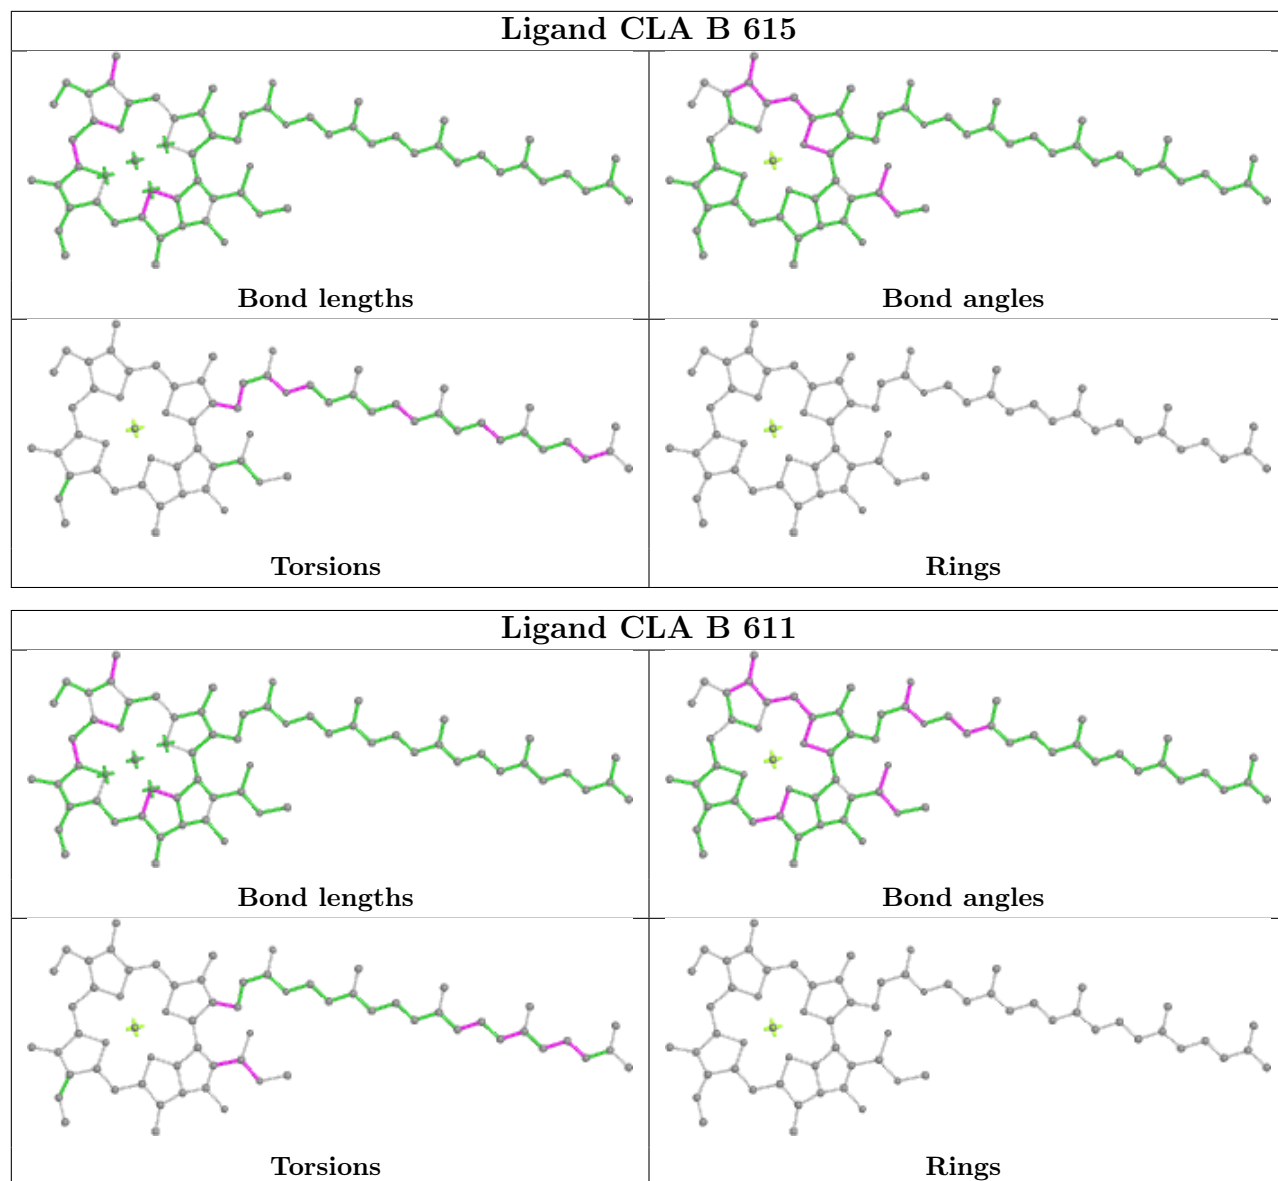 Ligand CLA B 615
Bond lengths
Bond angles
Torsions
Rings
Ligand CLA B 611
Bond lengths
Bond angles
Torsions
Rings